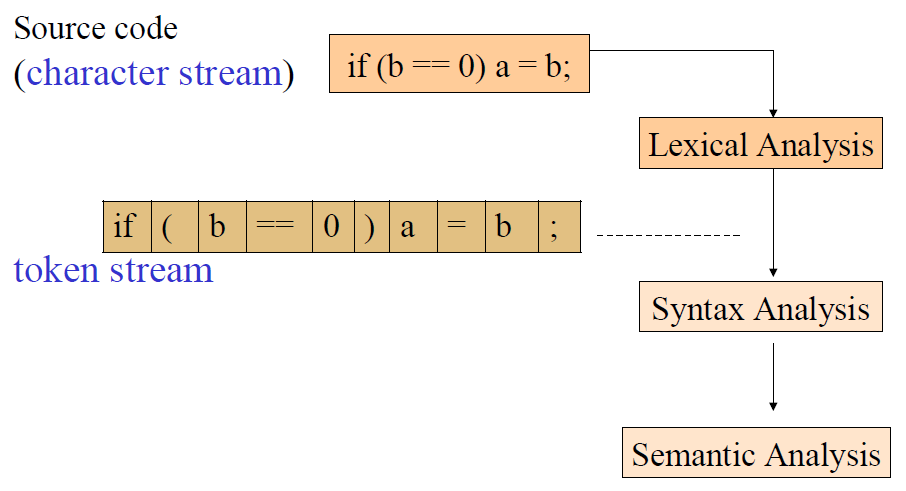 Source code
(character stream)
if (b == 0) a = b;
Lexical Analysis
if ( b == 0 ) a = b ;
token stream
Syntax Analysis
Semantic Analysis